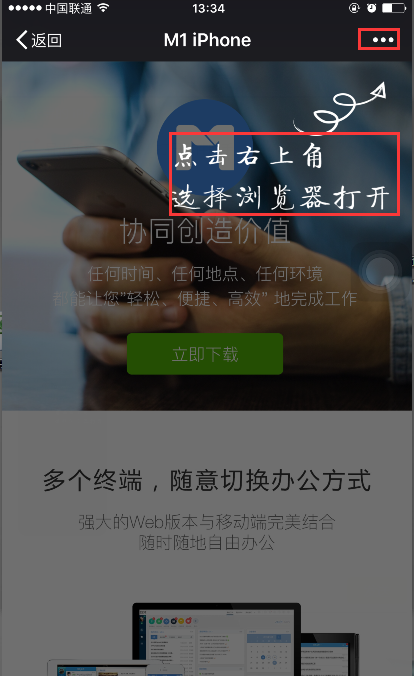 中国联通
13:34
返回
M1 iPhone
点击右上角
选择浏览器打开
协同创造价值
任何时间、任何地点、任何环境
都能让您"轻松、便捷、高效" 地完成工作
立即下载
多个终端，随意切换办公方式
强大的Web版本与移动端完美结合
随时随地自由办公